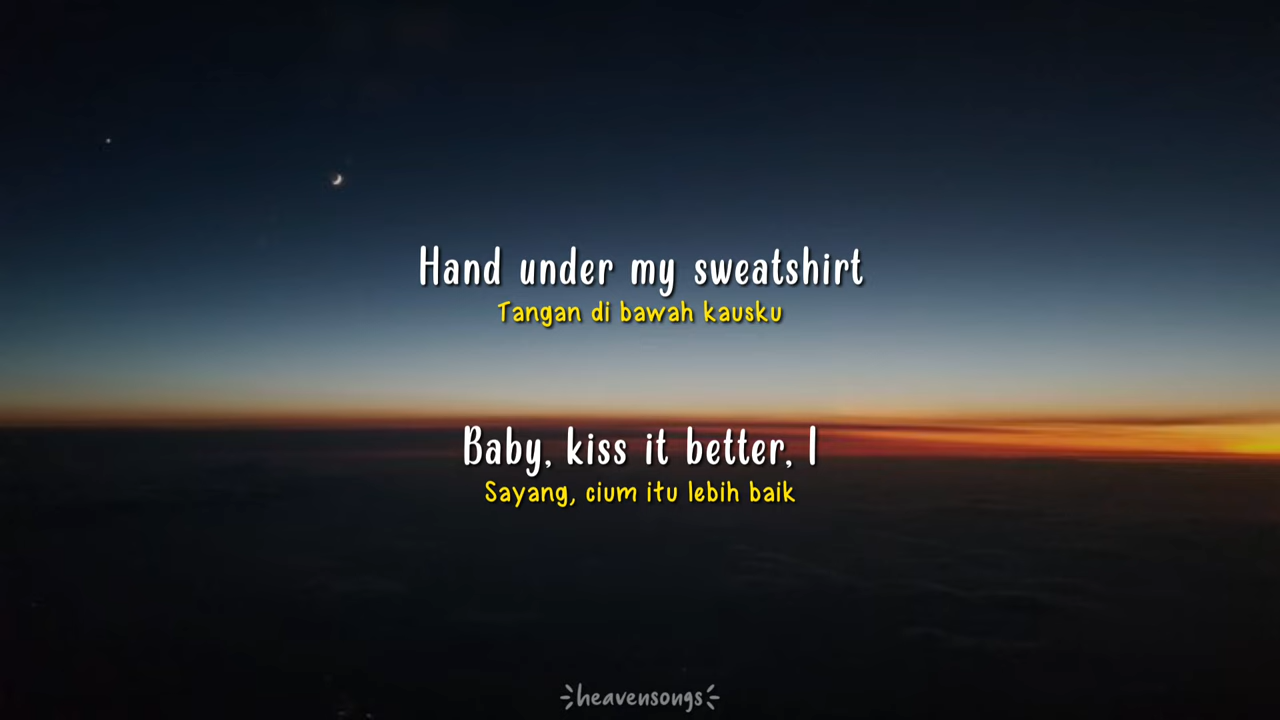 Hand under my sweatshirt
Tangan di bawah kausku
Baby, kiss it better, I
Sayang, cium itu lebih baik
heavensongs